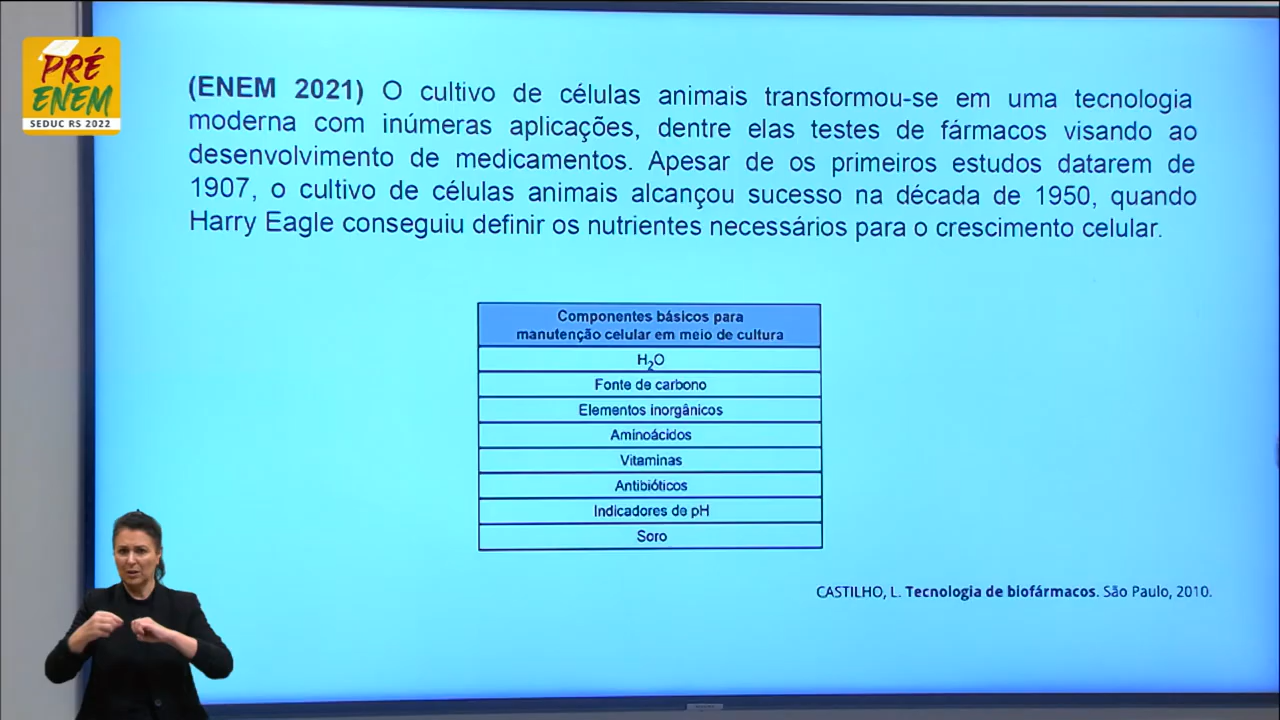 PRÉ
ENEM
SEDUC RS 2022
(ENEM 2021) O cultivo de células animais transformou-se em uma tecnologia
moderna com inúmeras aplicações, dentre elas testes de fármacos visando ao
desenvolvimento de medicamentos. Apesar de os primeiros estudos datarem de
1907, o cultivo de células animais alcançou sucesso na década de 1950, quando
Harry Eagle conseguiu definir os nutrientes necessários para o crescimento celular.
Componentes básicos para
manutenção celular em meio de cultura
H₂O
Fonte de carbono
Elementos inorgânicos
Aminoácidos
Vitaminas
Antibióticos
Indicadores de pH
Soro
CASTILHO, L. Tecnologia de biofármacos. São Paulo, 2010.